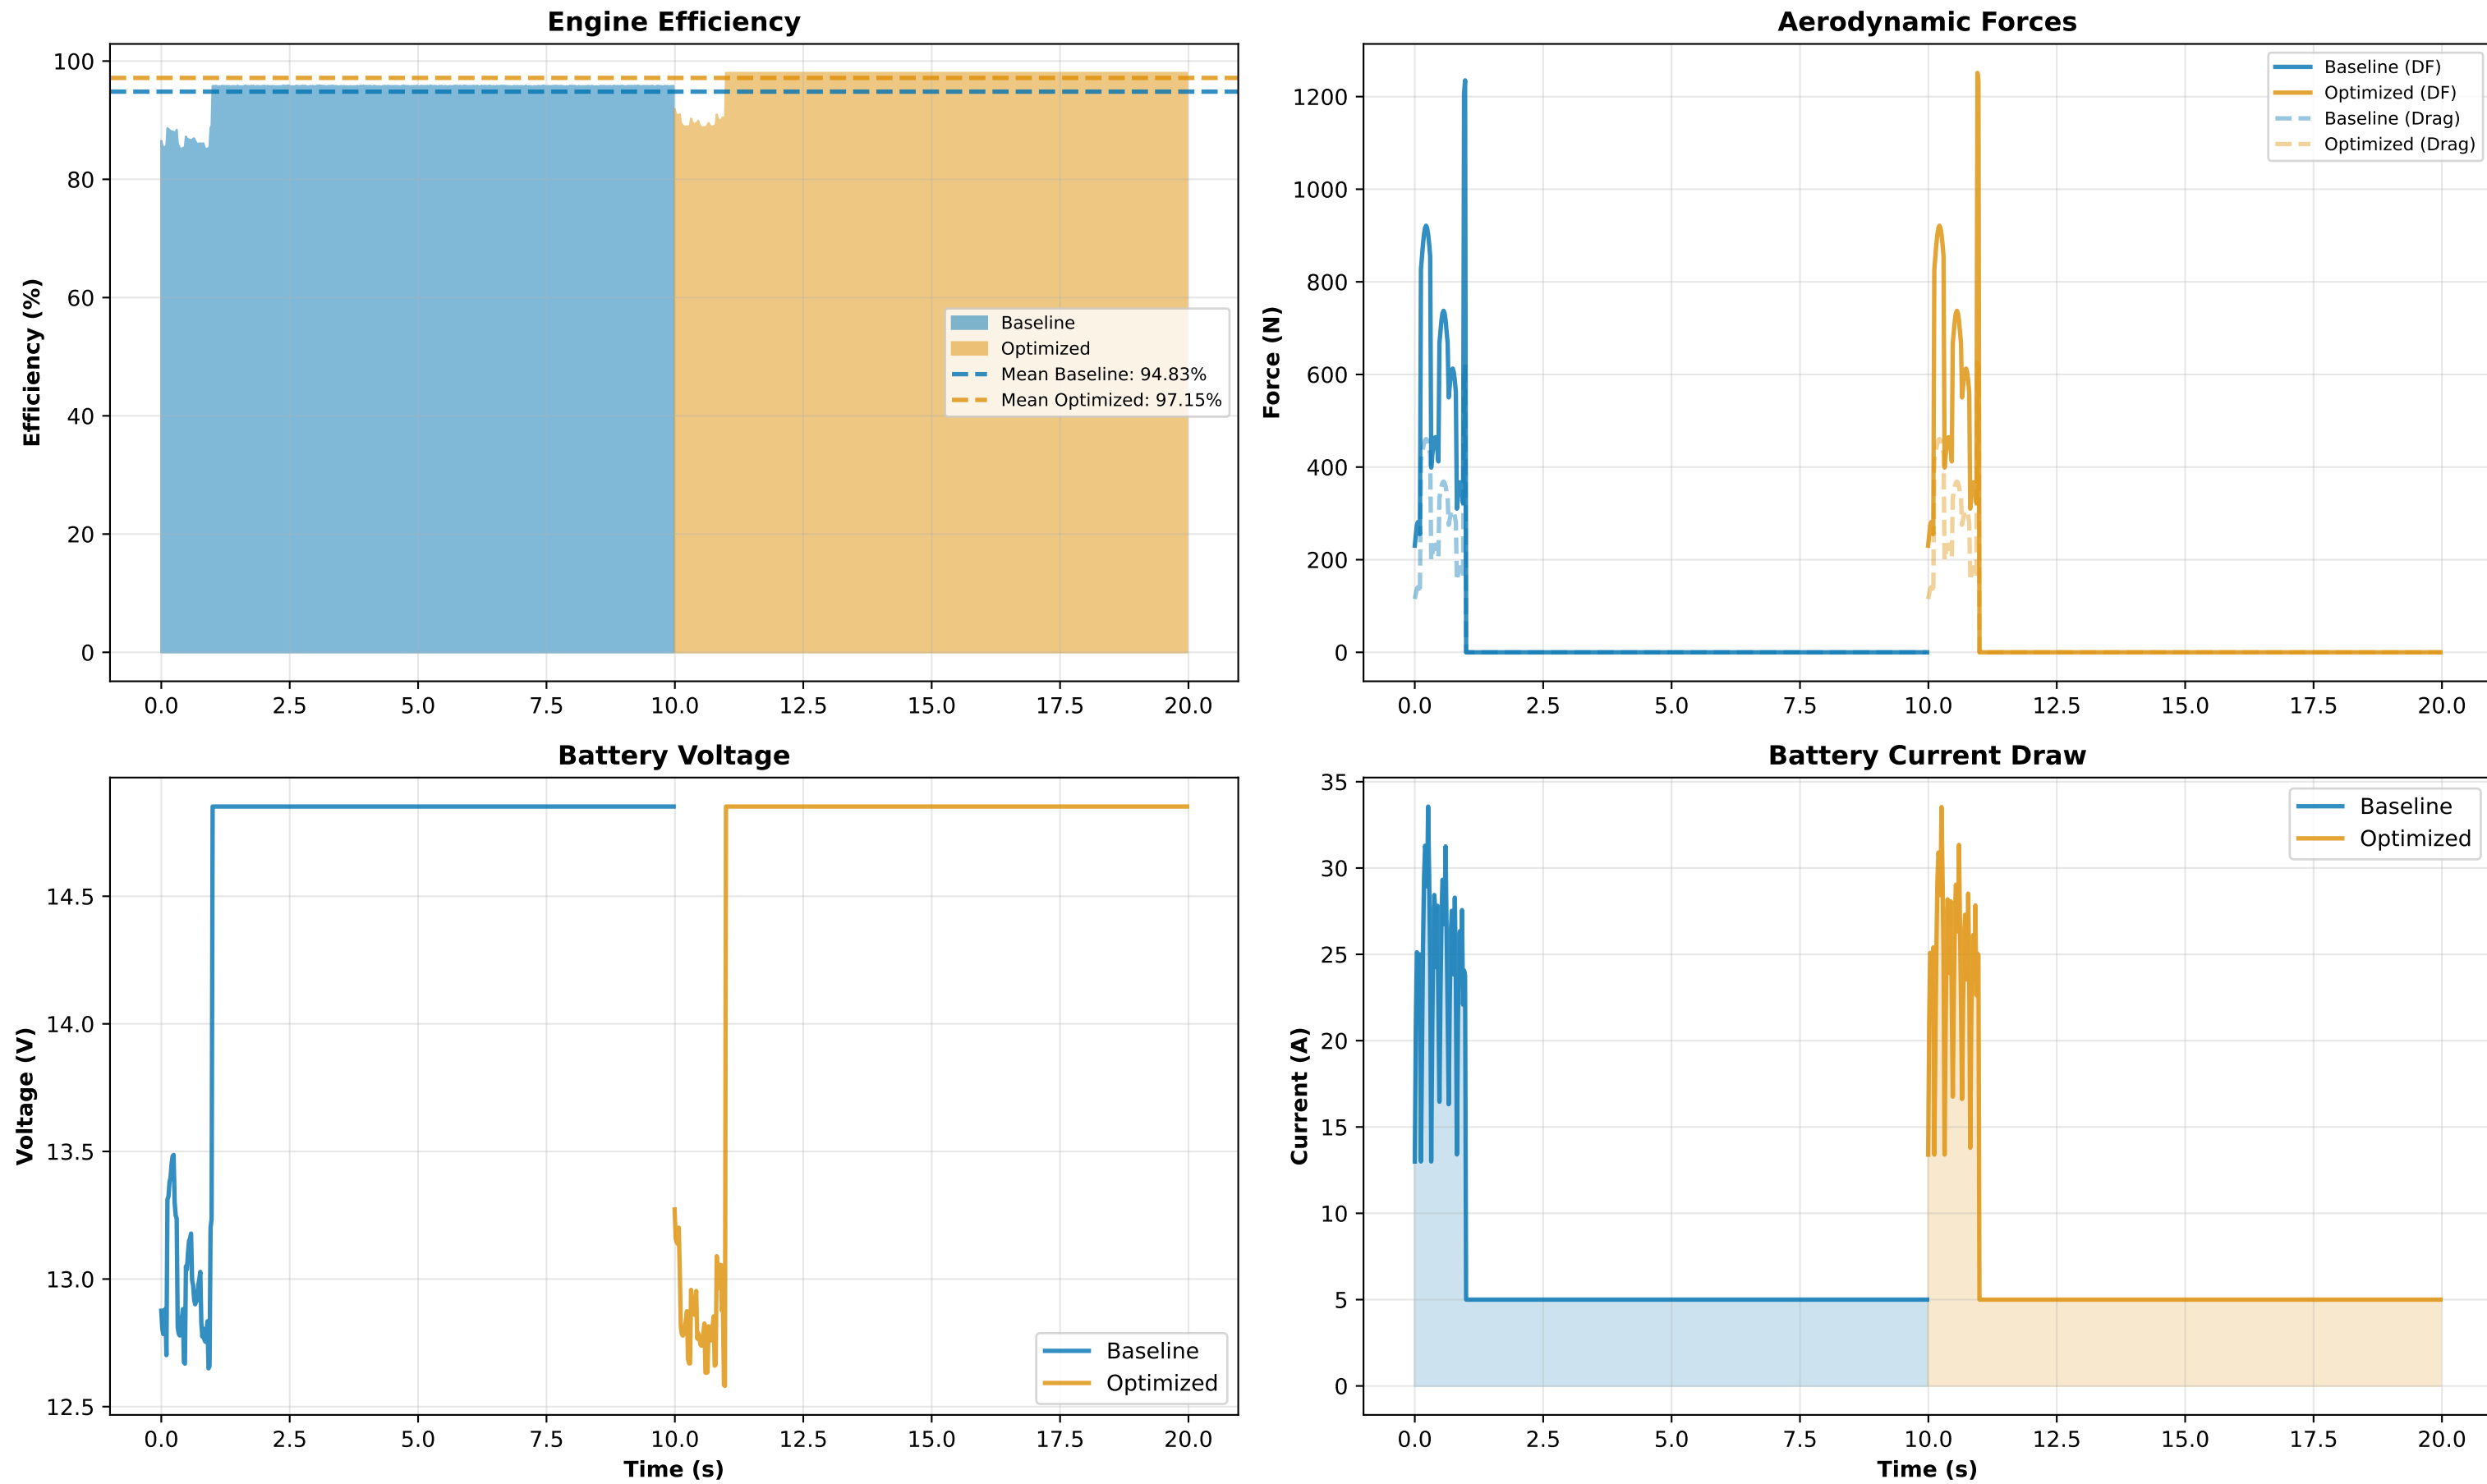 Engine Efficiency
Efficiency (%)
100
80
60
40
20
0
0.0 2.5 5.0 7.5 10.0 12.5 15.0 17.5 20.0
Baseline
Optimized
Mean Baseline: 94.83%
Mean Optimized: 97.15%
Aerodynamic Forces
Force (N)
1200
1000
800
600
400
200
0
0.0 2.5 5.0 7.5 10.0 12.5 15.0 17.5 20.0
Baseline (DF)
Optimized (DF)
Baseline (Drag)
Optimized (Drag)
Battery Voltage
Voltage (V)
14.5
14.0
13.5
13.0
12.5
0.0 2.5 5.0 7.5 10.0 12.5 15.0 17.5 20.0
Time (s)
Baseline
Optimized
Battery Current Draw
Current (A)
35
30
25
20
15
10
5
0
0.0 2.5 5.0 7.5 10.0 12.5 15.0 17.5 20.0
Time (s)
Baseline
Optimized